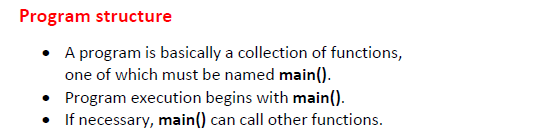 Program structure
• A program is basically a collection of functions,
one of which must be named main().
• Program execution begins with main().
• If necessary, main() can call other functions.